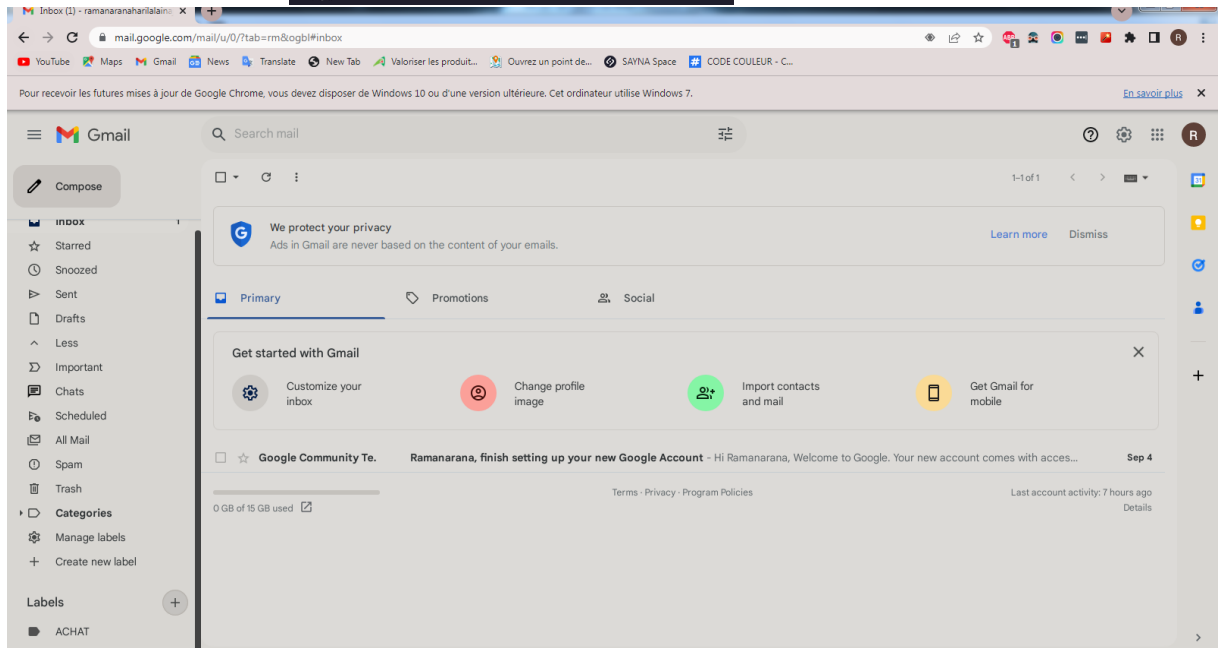 Inbox (1) - ramanaranaharilalaina
mail.google.com/mail/u/0/?tab=rm&ogbl#inbox
YouTube Maps Gmail News Translate New Tab Valoriser les produit... Ouvrez un point de... SAYNA Space CODE COULEUR - C...
Pour recevoir les futures mises à jour de Google Chrome, vous devez disposer de Windows 10 ou d'une version ultérieure. Cet ordinateur utilise Windows 7. En savoir plus
Gmail
Search mail
R
Compose
1–1 of 1
Inbox 1
Starred
Snoozed
Sent
Drafts
Less
Important
Chats
Scheduled
All Mail
Spam
Trash
Categories
Manage labels
Create new label
Labels
ACHAT
We protect your privacy
Ads in Gmail are never based on the content of your emails.
Learn more Dismiss
Primary Promotions Social
Get started with Gmail
Customize your inbox
Change profile image
Import contacts and mail
Get Gmail for mobile
Google Community Te. Ramanarana, finish setting up your new Google Account - Hi Ramanarana, Welcome to Google. Your new account comes with acces... Sep 4
0 GB of 15 GB used
Terms · Privacy · Program Policies
Last account activity: 7 hours ago
Details